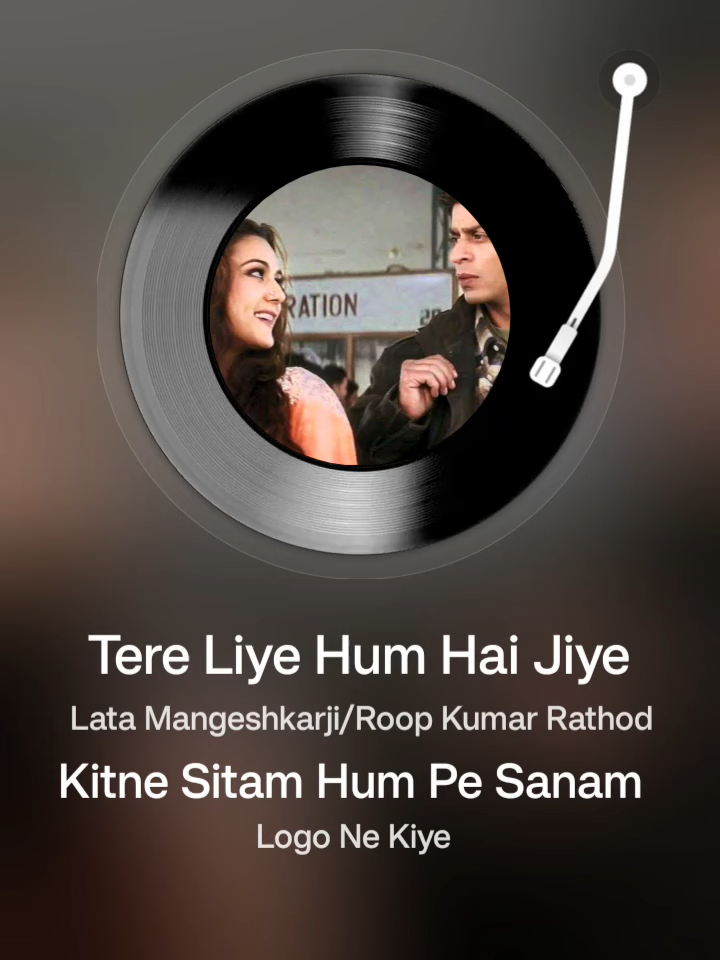 RATION
Tere Liye Hum Hai Jiye
Lata Mangeshkarji/Roop Kumar Rathod
Kitne Sitam Hum Pe Sanam
Logo Ne Kiye